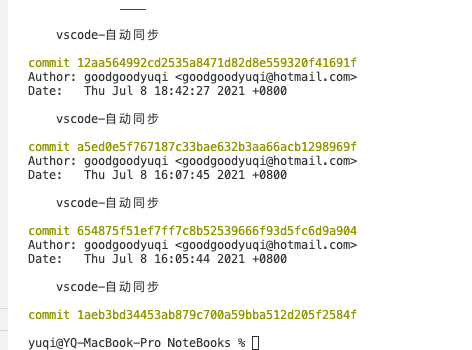 vscode-自动同步
commit 12aa564992cd2535a8471d82d8e559320f41691f
Author: goodgoodyuqi <goodgoodyuqi@hotmail.com>
Date:   Thu Jul 8 18:42:27 2021 +0800
vscode-自动同步
commit a5ed0e5f767187c33bae632b3aa66acb1298969f
Author: goodgoodyuqi <goodgoodyuqi@hotmail.com>
Date:   Thu Jul 8 16:07:45 2021 +0800
vscode-自动同步
commit 654875f51ef7ff7c8b52539666f93d5fc6d9a904
Author: goodgoodyuqi <goodgoodyuqi@hotmail.com>
Date:   Thu Jul 8 16:05:44 2021 +0800
vscode-自动同步
commit 1aeb3bd34453ab879c700a59bba512d205f2584f
yuqi@YQ-MacBook-Pro NoteBooks %